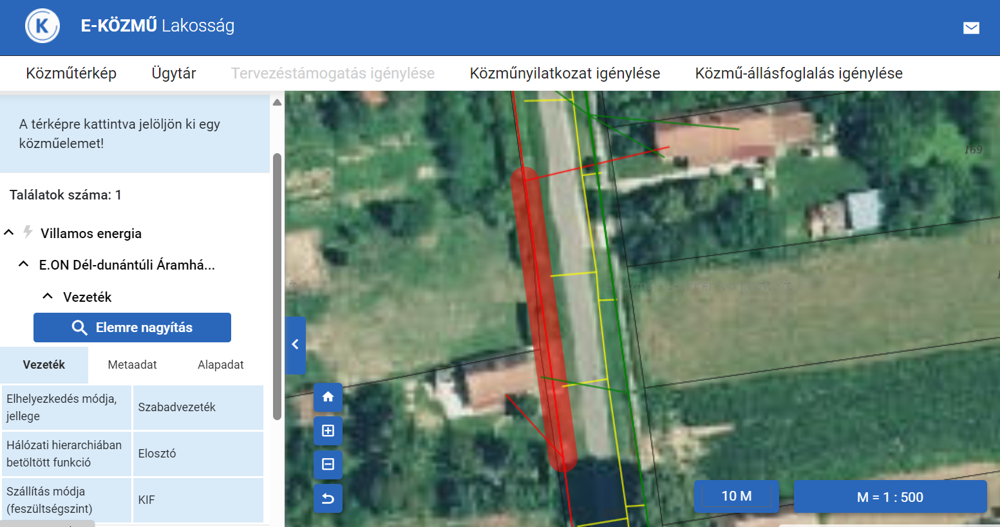 K
E-KÖZMŰ Lakosság
Közműtérkép Ügytár Tervezéstámogatás igénylése Közműnyilatkozat igénylése Közmű-állásfoglalás igénylése
A térképre kattintva jelöljön ki egy
közműelemet!
Találatok száma: 1
Villamos energia
E.ON Dél-dunántúli Áramhá...
Vezeték
Elemre nagyítás
Vezeték Metaadat Alapadat
Elhelyezkedés módja,
jellege
Szabadvezeték
Hálózati hierarchiában
betöltött funkció
Elosztó
Szállítás módja
(feszültségszint)
KIF
169
10 M
M = 1 : 500